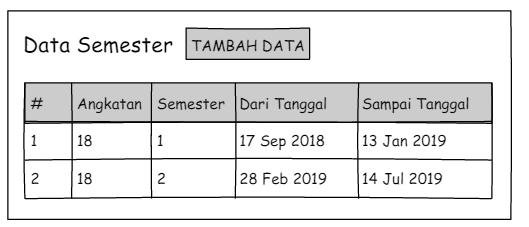 Data Semester TAMBAH DATA
# Angkatan Semester Dari Tanggal Sampai Tanggal
1 18 1 17 Sep 2018 13 Jan 2019
2 18 2 28 Feb 2019 14 Jul 2019